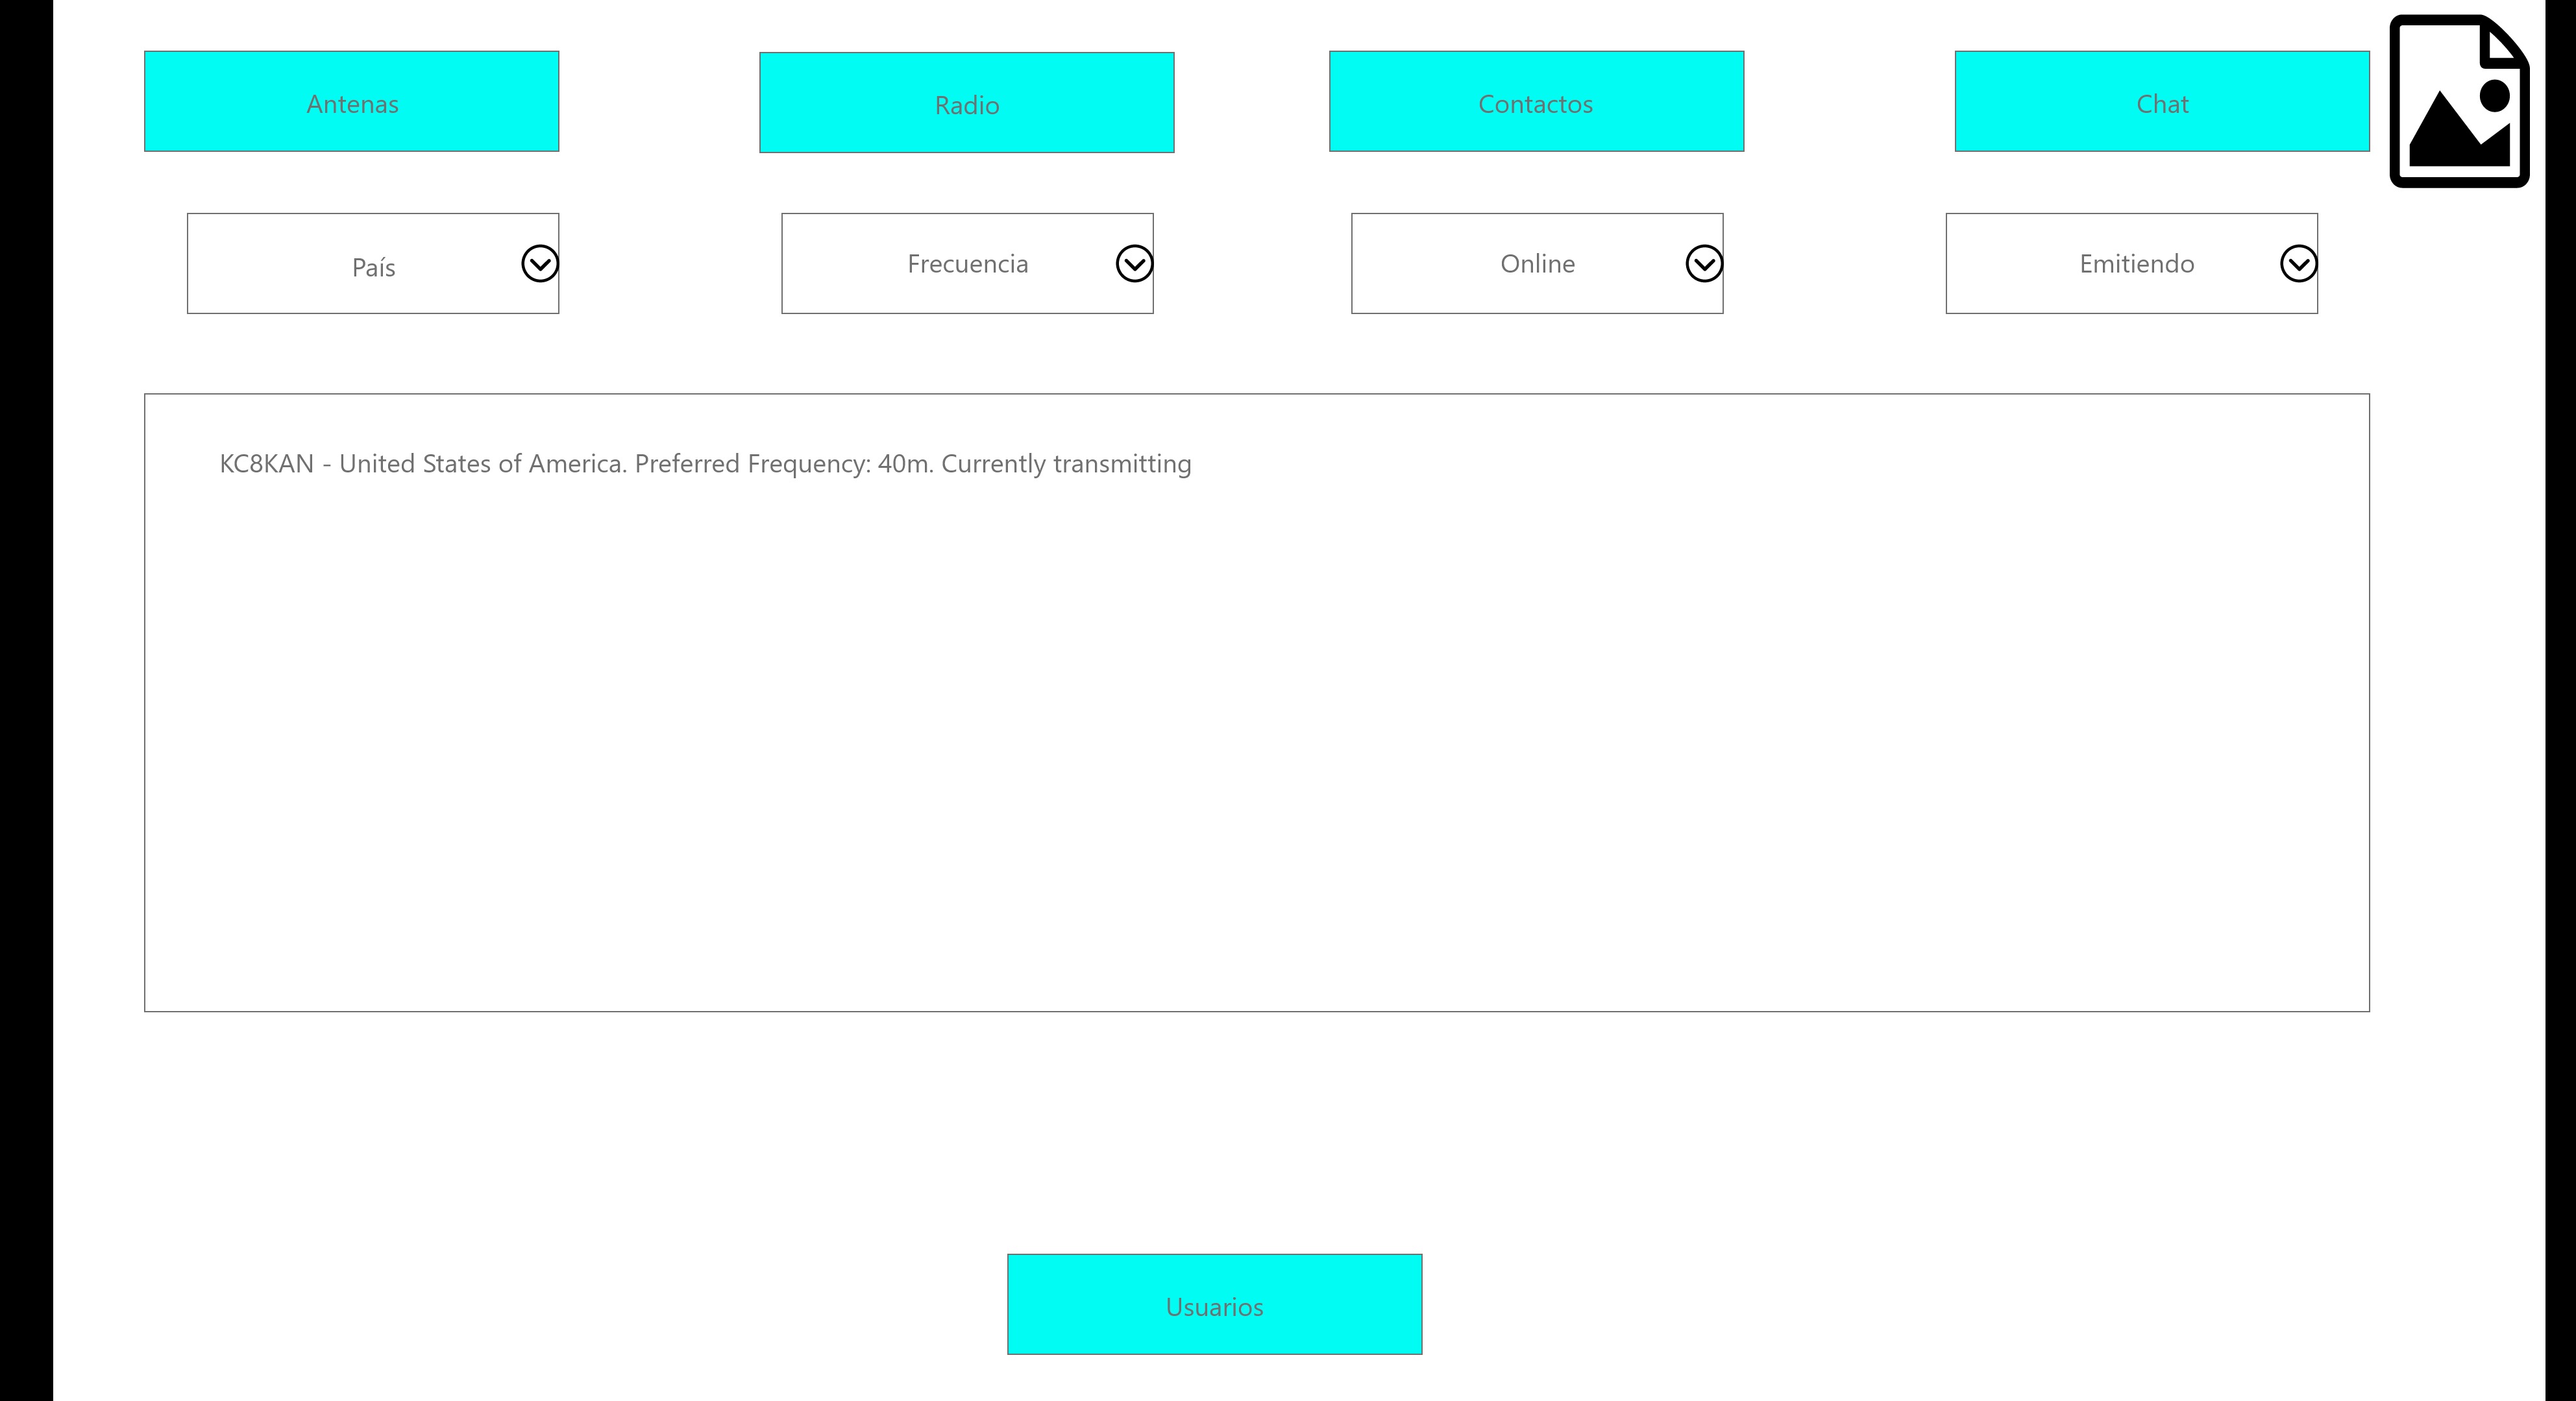 Antenas
Radio
Contactos
Chat
País
Frecuencia
Online
Emitiendo
KC8KAN - United States of America. Preferred Frequency: 40m. Currently transmitting
Usuarios